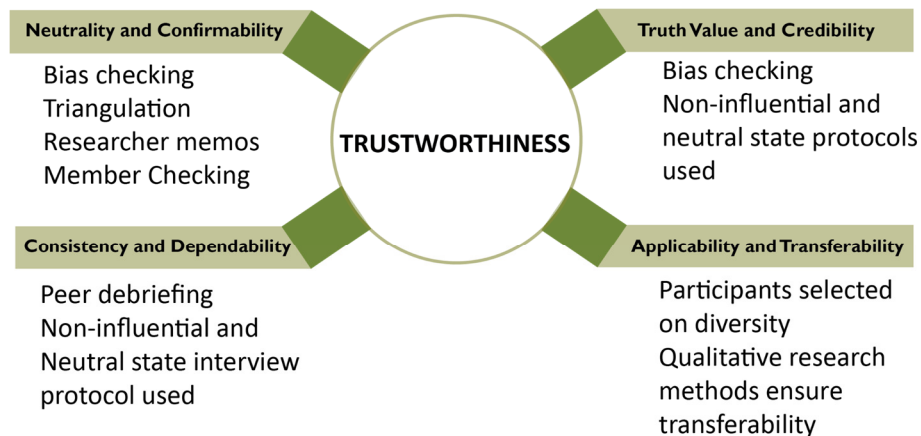 Neutrality and Confirmability
Bias checking
Triangulation
Researcher memos
Member Checking
TRUSTWORTHINESS
Truth Value and Credibility
Bias checking
Non-influential and
neutral state protocols
used
Consistency and Dependability
Peer debriefing
Non-influential and
Neutral state interview
protocol used
Applicability and Transferability
Participants selected
on diversity
Qualitative research
methods ensure
transferability